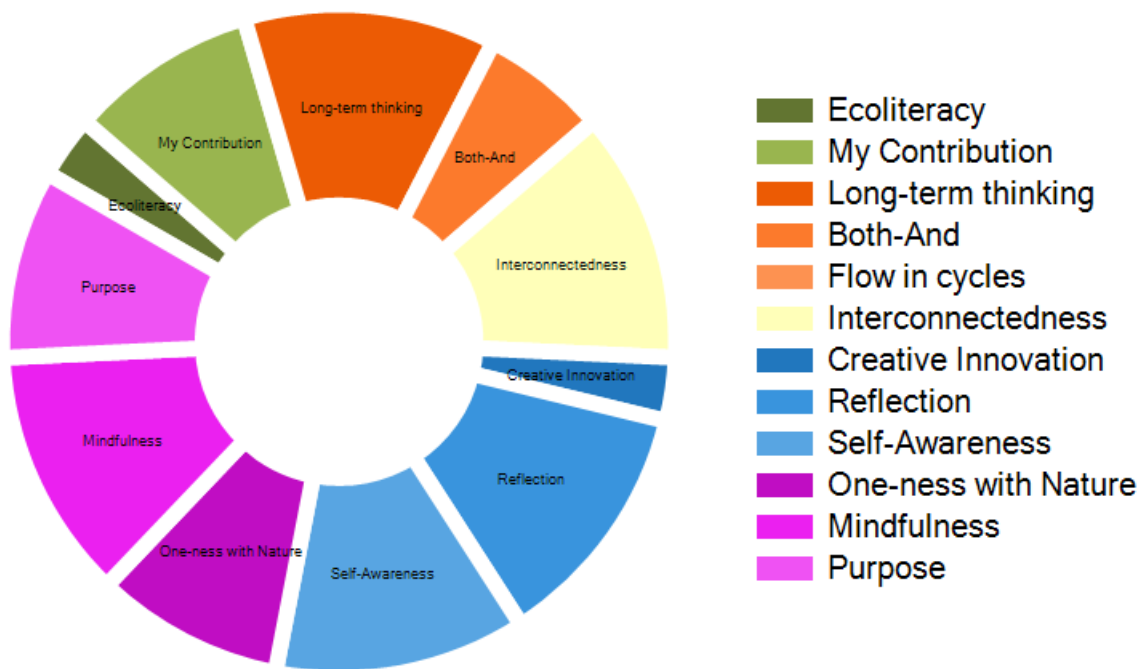 Long-term thinking
My Contribution
Both-And
Ecoliteracy
Interconnectedness
Purpose
Creative Innovation
Mindfulness
Reflection
One-ness with Nature
Self-Awareness
Ecoliteracy
My Contribution
Long-term thinking
Both-And
Flow in cycles
Interconnectedness
Creative Innovation
Reflection
Self-Awareness
One-ness with Nature
Mindfulness
Purpose